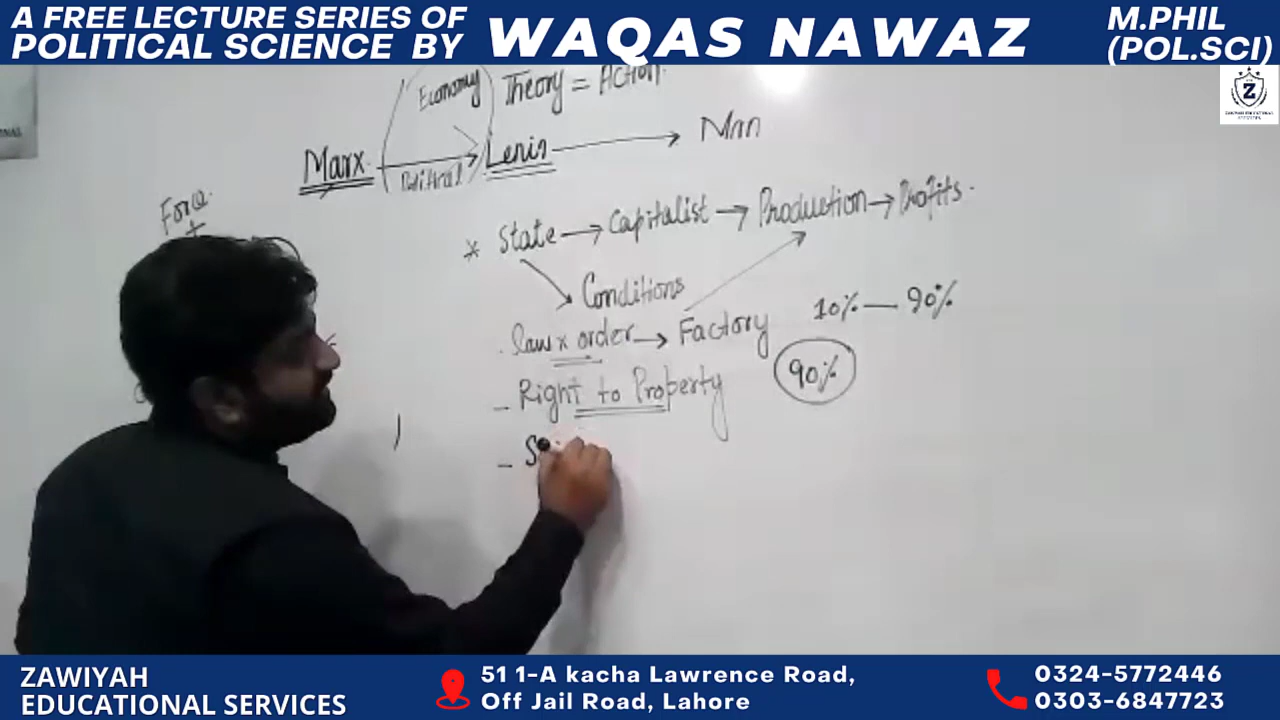 A FREE LECTURE SERIES OF
POLITICAL SCIENCE BY
WAQAS NAWAZ
M.PHIL
(POL.SCI)
Z
Economy
Theory = Action.
Marx
Lenin
Political
Force
+
* State → Capitalist → Production → Profits.
Conditions
. law x order → Factory
10% — 90%
90%
- Right to Property
- S
ZAWIYAH
EDUCATIONAL SERVICES
51 1-A kacha Lawrence Road,
Off Jail Road, Lahore
0324-5772446
0303-6847723